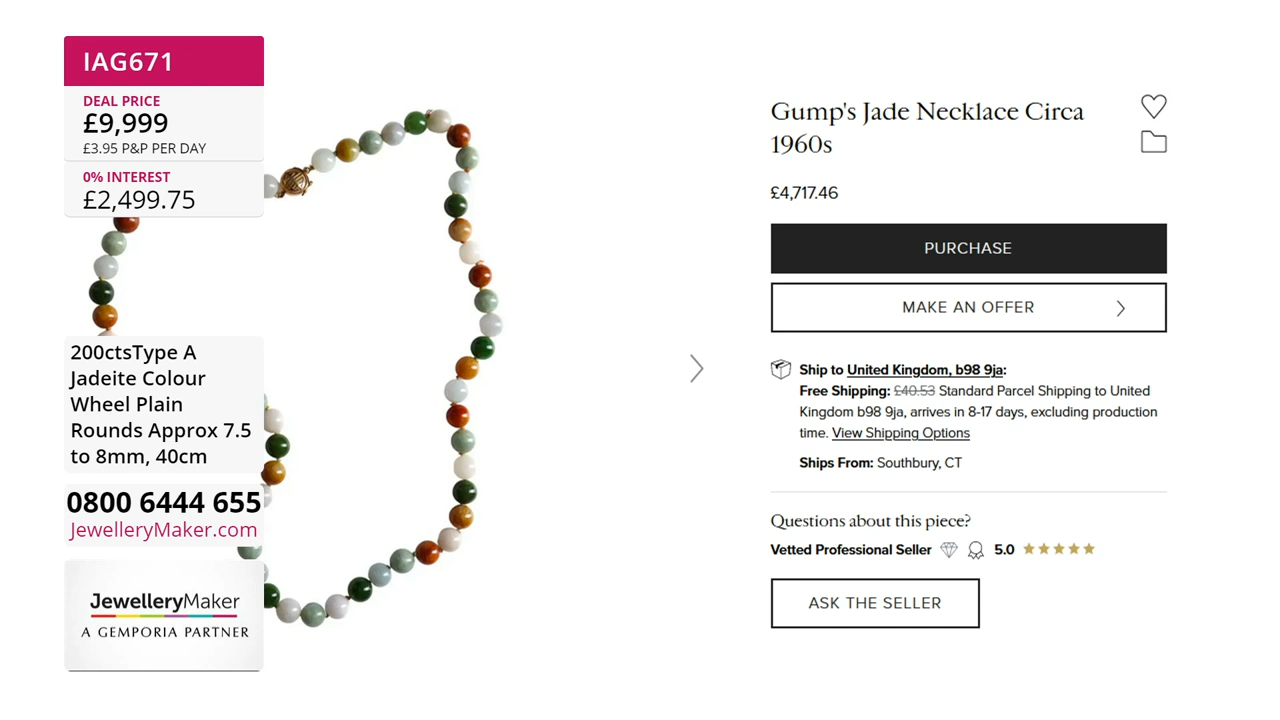 IAG671
DEAL PRICE
£9,999
£3.95 P&P PER DAY
0% INTEREST
£2,499.75
200ctsType A
Jadeite Colour
Wheel Plain
Rounds Approx 7.5
to 8mm, 40cm
0800 6444 655
JewelleryMaker.com
JewelleryMaker
A GEMPORIA PARTNER
Gump's Jade Necklace Circa
1960s
£4,717.46
PURCHASE
MAKE AN OFFER
Ship to United Kingdom, b98 9ja:
Free Shipping: £40.53 Standard Parcel Shipping to United
Kingdom b98 9ja, arrives in 8-17 days, excluding production
time. View Shipping Options
Ships From: Southbury, CT
Questions about this piece?
Vetted Professional Seller 5.0
ASK THE SELLER